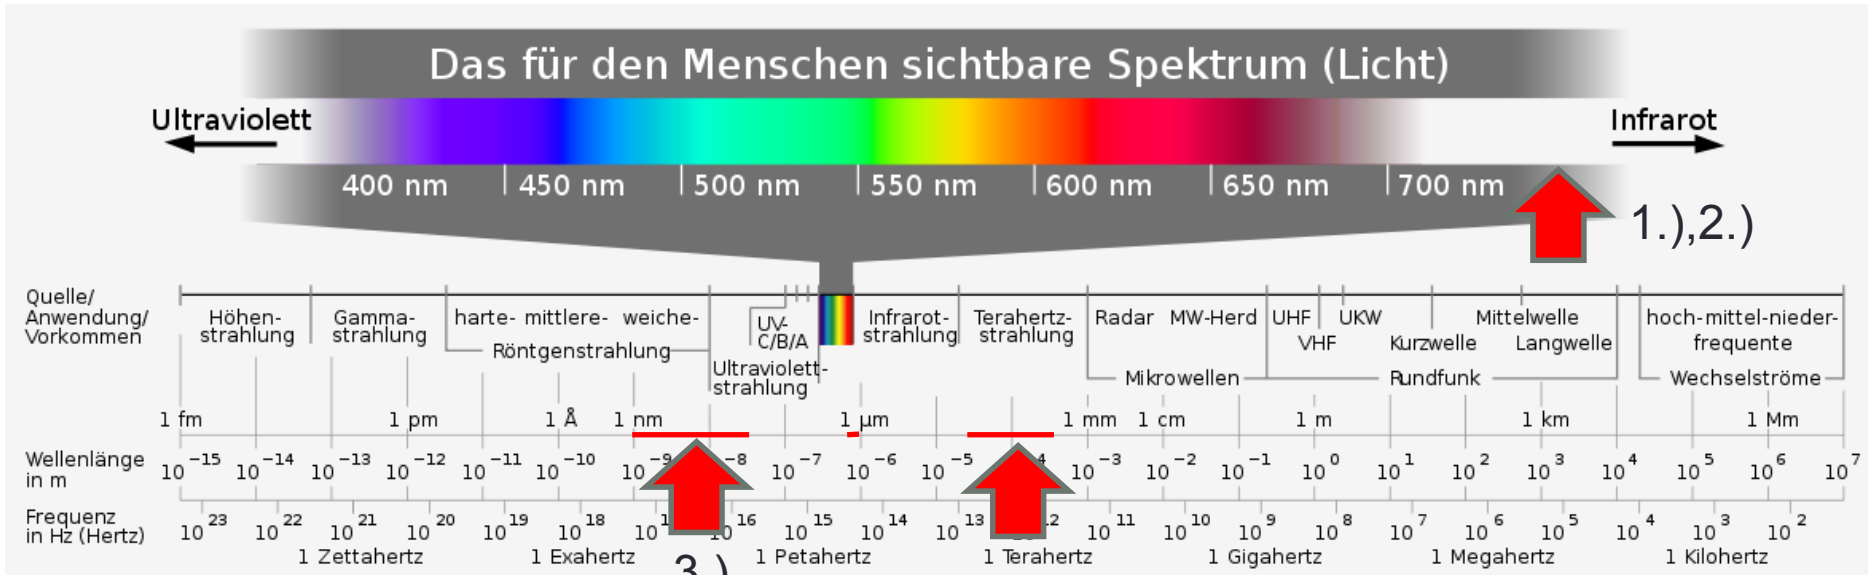 Das für den Menschen sichtbare Spektrum (Licht)
Ultraviolett
Infrarot
400 nm 450 nm 500 nm 550 nm 600 nm 650 nm 700 nm
1.),2.)
Quelle/
Anwendung/
Vorkommen
Höhen-
strahlung
Gamma-
strahlung
harte- mittlere- weiche-
Röntgenstrahlung
UV-
C/B/A
Ultraviolett-
strahlung
Infrarot-
strahlung
Terahertz-
strahlung
Radar MW-Herd
Mikrowellen
UHF UKW Mittelwelle
VHF Kurzwelle Langwelle
Rundfunk
hoch-mittel-nieder-
frequente
Wechselströme
1 fm 1 pm 1 Å 1 nm 1 µm 1 mm 1 cm 1 m 1 km 1 Mm
Wellenlänge
in m
10⁻¹⁵ 10⁻¹⁴ 10⁻¹³ 10⁻¹² 10⁻¹¹ 10⁻¹⁰ 10⁻⁹ ⁻⁸ 10⁻⁷ 10⁻⁶ 10⁻⁵ ⁴ 10⁻³ 10⁻² 10⁻¹ 10⁰ 10¹ 10² 10³ 10⁴ 10⁵ 10⁶ 10⁷
Frequenz
in Hz (Hertz)
10²³ 10²² 10²¹ 10²⁰ 10¹⁹ 10¹⁸ 10 10¹⁶ 10¹⁵ 10¹⁴ 10¹³ ¹² 10¹¹ 10¹⁰ 10⁹ 10⁸ 10⁷ 10⁶ 10⁵ 10⁴ 10³ 10²
1 Zettahertz 1 Exahertz 1 Petahertz 1 Terahertz 1 Gigahertz 1 Megahertz 1 Kilohertz
3.)